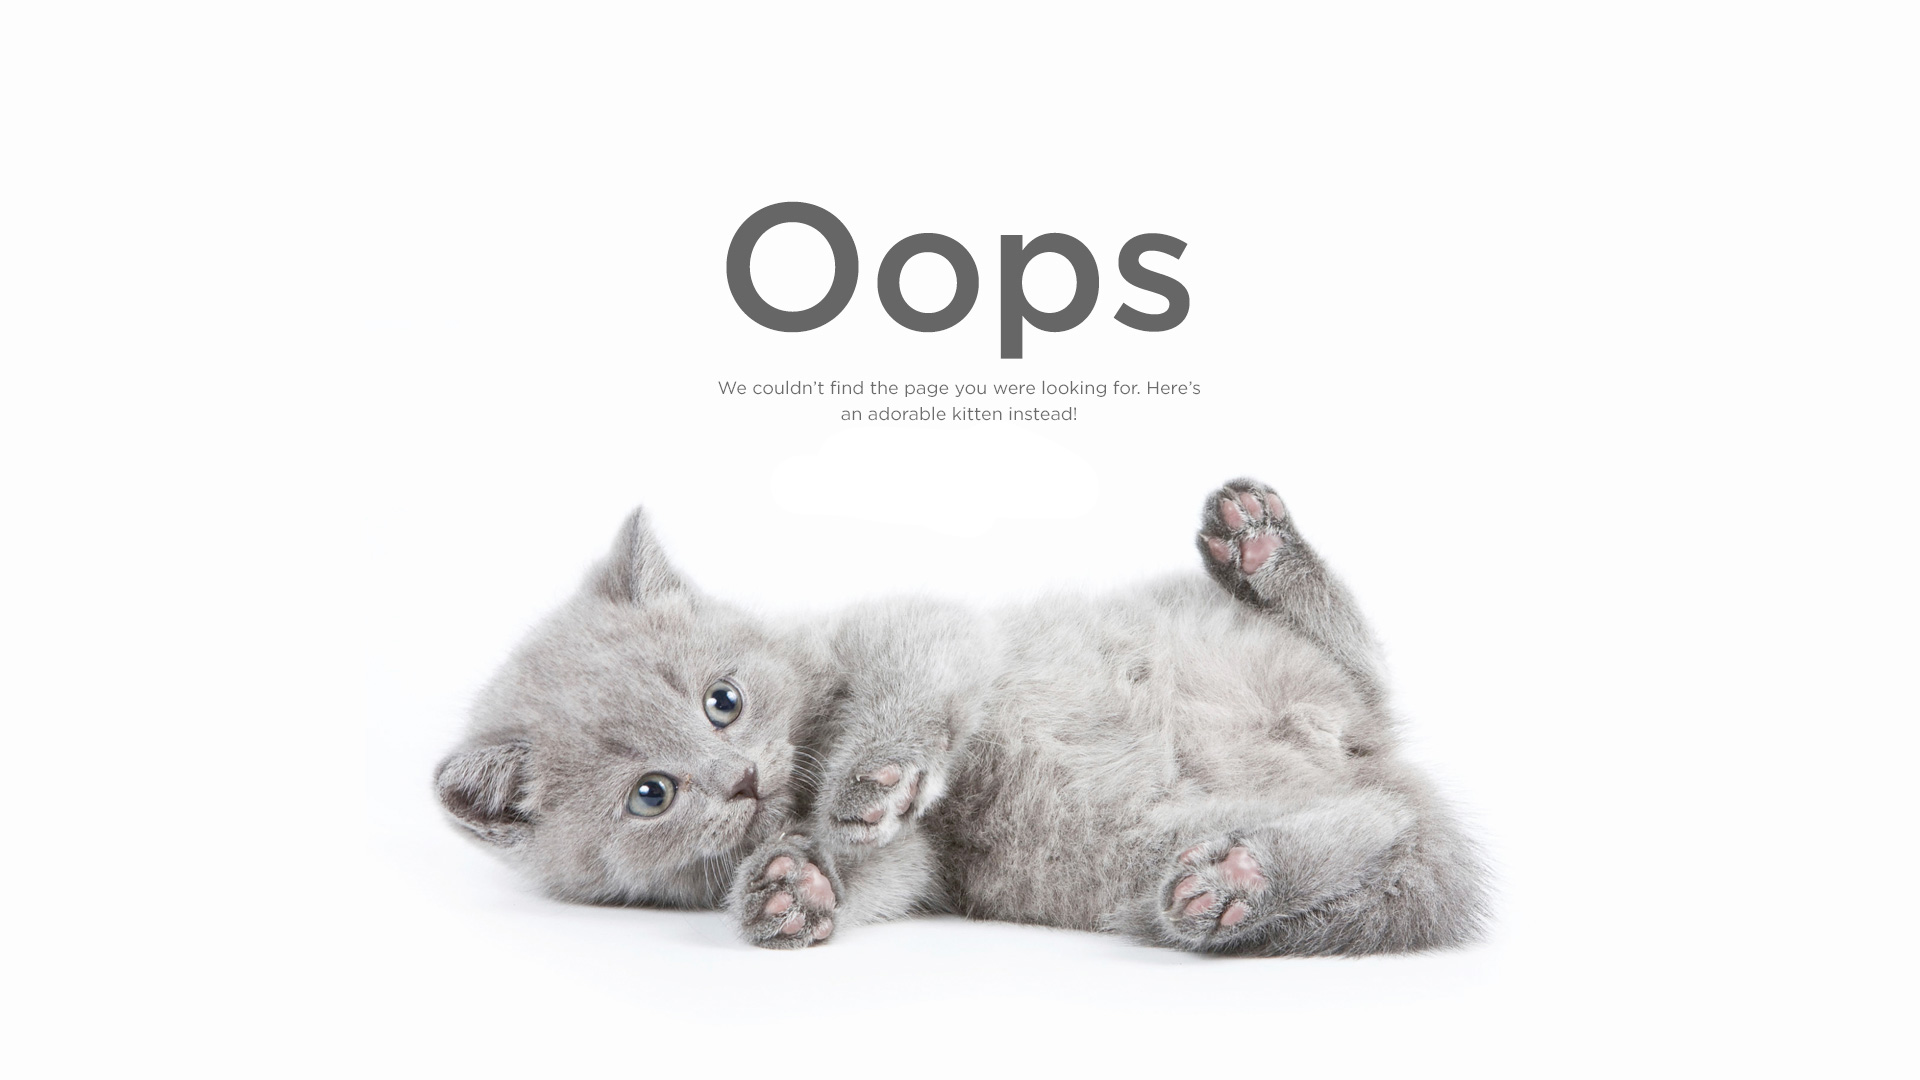 Oops
We couldn’t find the page you were looking for. Here’s
an adorable kitten instead!